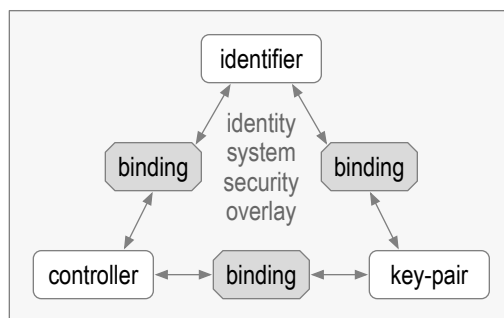 identifier
identity
system
security
overlay
binding
binding
controller
binding
key-pair